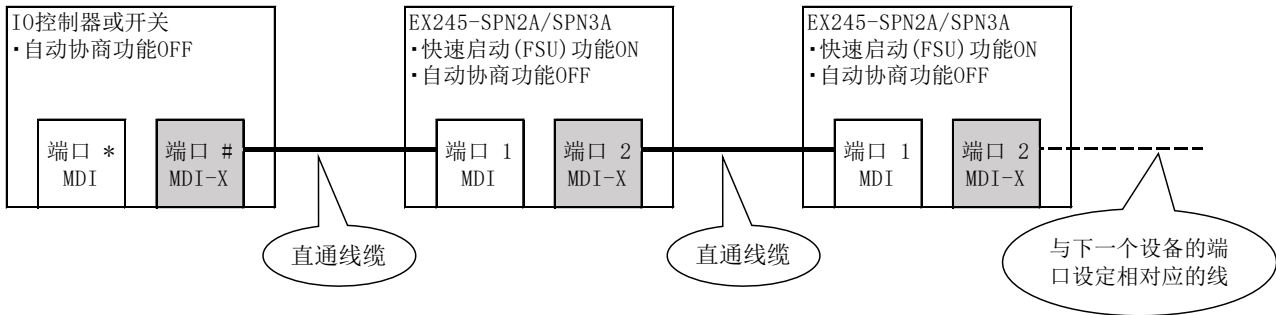 IO控制器或开关
・自动协商功能OFF
端口 *
MDI
端口 #
MDI-X
EX245-SPN2A/SPN3A
・快速启动(FSU)功能ON
・自动协商功能OFF
端口 1
MDI
端口 2
MDI-X
EX245-SPN2A/SPN3A
・快速启动(FSU)功能ON
・自动协商功能OFF
端口 1
MDI
端口 2
MDI-X
直通线缆
直通线缆
与下一个设备的端
口设定相对应的线